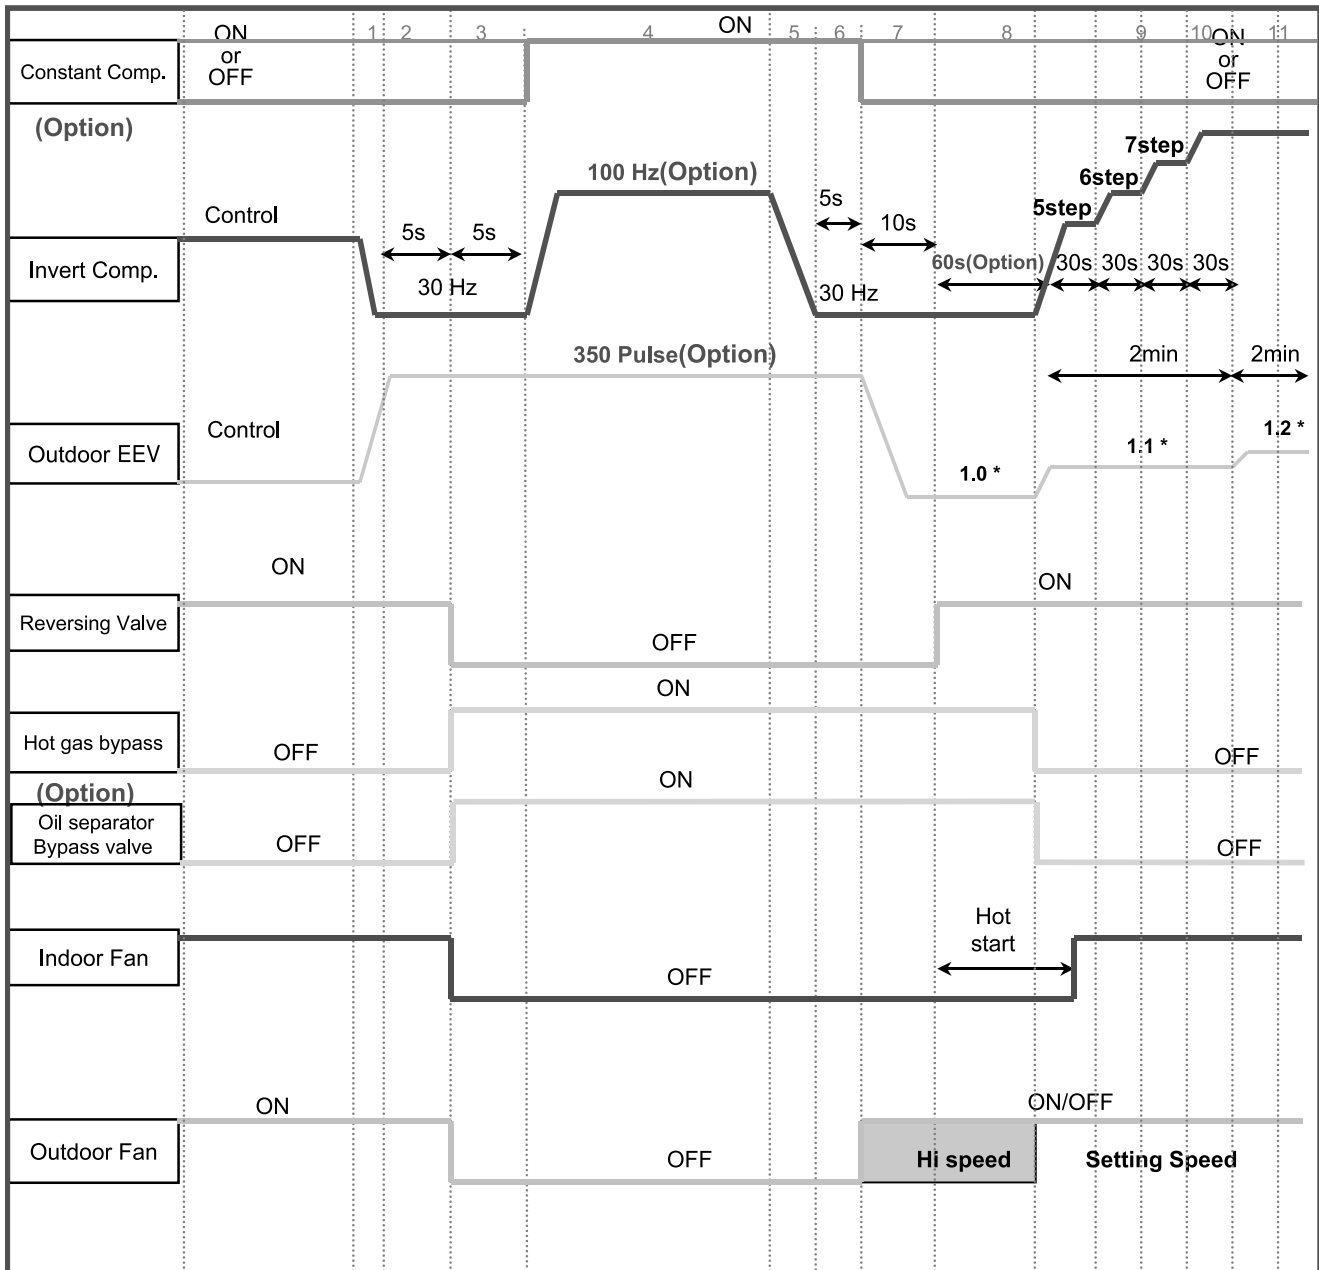 ON
or
OFF
1 2 3 4 ON 5 6 7 8 9 10 11
ON
or
OFF
Constant Comp.
(Option)
7step
100 Hz(Option)
6step
5s
5step
Control
10s
5s 5s
60s(Option) 30s 30s 30s 30s
Invert Comp.
30 Hz
30 Hz
350 Pulse(Option)
2min 2min
Control
1.2 *
1.1 *
Outdoor EEV
1.0 *
ON
ON
Reversing Valve
OFF
ON
Hot gas bypass
OFF
OFF
(Option)
ON
Oil separator
Bypass valve
OFF
OFF
Hot
start
Indoor Fan
OFF
ON
ON/OFF
Outdoor Fan
OFF
Hi speed
Setting Speed